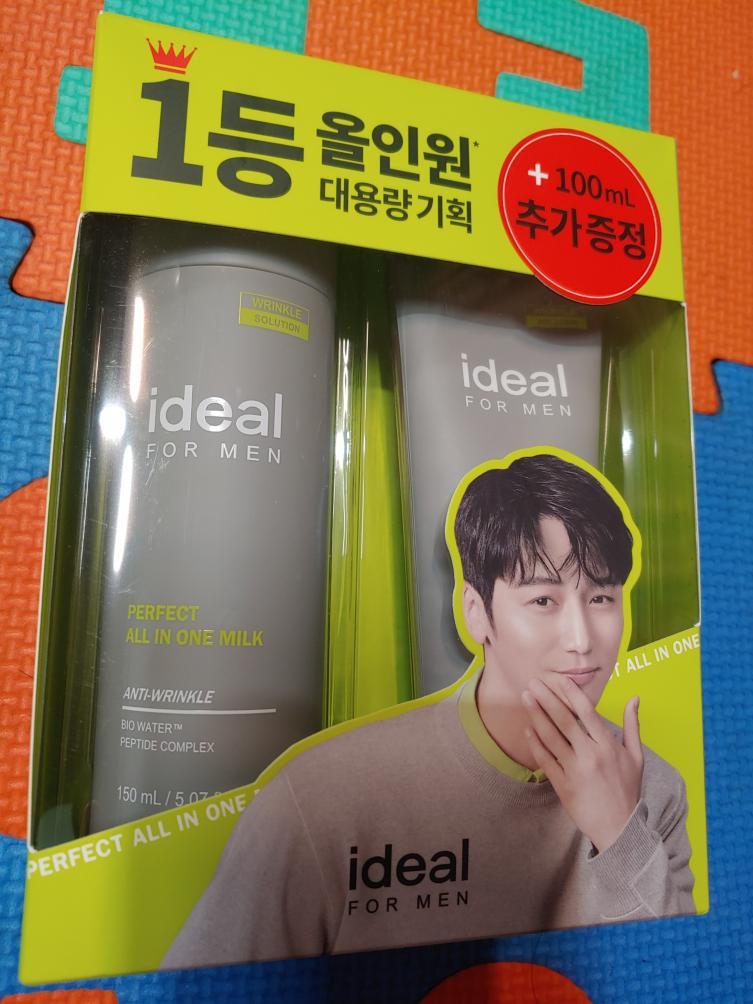 1등 올인원*
대용량 기획
+ 100mL
추가증정
WRINKLE
SOLUTION
ideal
FOR MEN
PERFECT
ALL IN ONE MILK
ANTI-WRINKLE
BIO WATER™
PEPTIDE COMPLEX
150 mL / 5.07
ideal
FOR MEN
PERFECT ALL IN ONE
T ALL IN ONE
ideal
FOR MEN